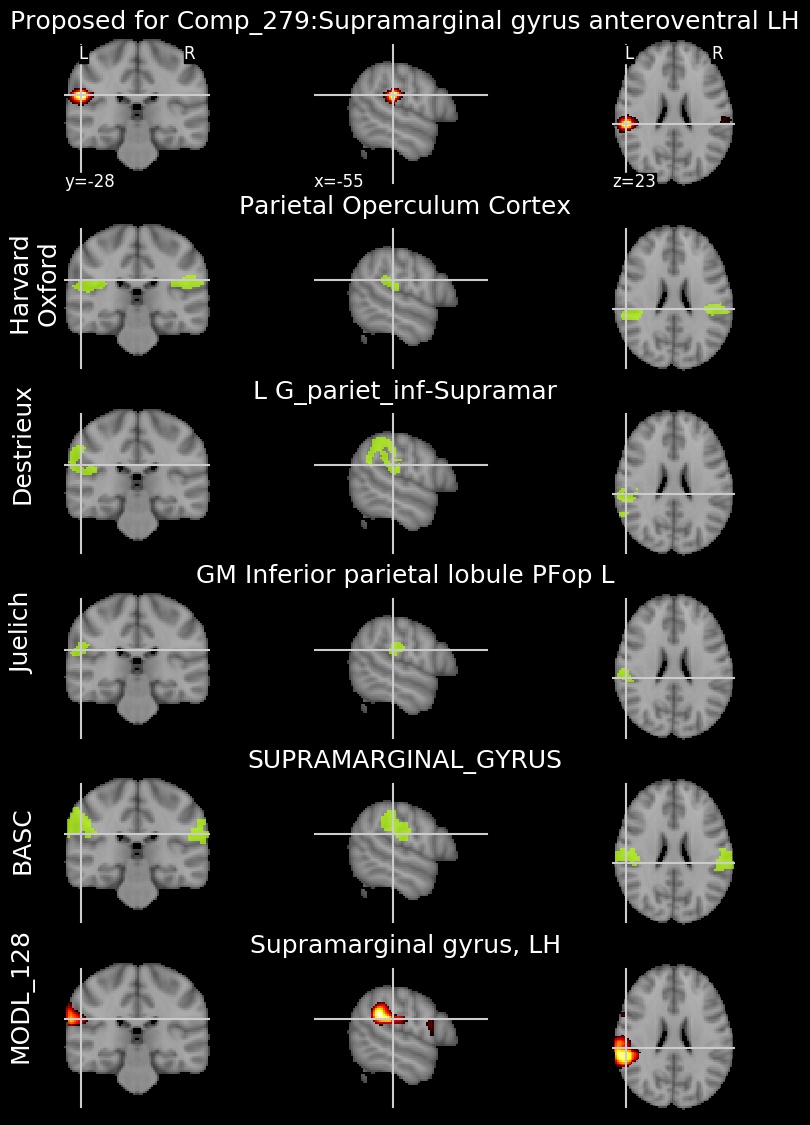 Proposed for Comp_279:Supramarginal gyrus anteroventral LH
L R
L R
y=-28
x=-55
z=23
Parietal Operculum Cortex
Harvard
Oxford
L G_pariet_inf-Supramar
Destrieux
GM Inferior parietal lobule PFop L
Juelich
SUPRAMARGINAL_GYRUS
BASC
Supramarginal gyrus, LH
MODL_128